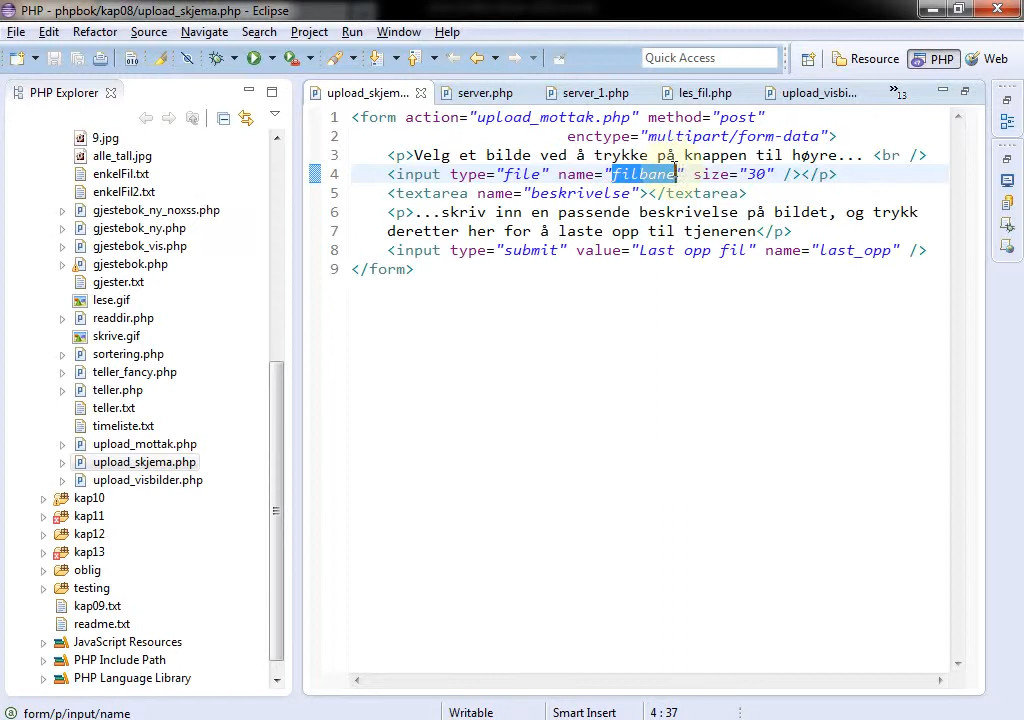 PHP - phpbok/kap08/upload_skjema.php - Eclipse
File Edit Refactor Source Navigate Search Project Run Window Help
Quick Access
Resource PHP Web
PHP Explorer
upload_skjem... server.php server_1.php les_fil.php upload_visbi... »13
9.jpg
alle_tall.jpg
enkelFil.txt
enkelFil2.txt
gjestebok_ny_noxss.php
gjestebok_ny.php
gjestebok_vis.php
gjestebok.php
gjester.txt
lese.gif
readdir.php
skrive.gif
sortering.php
teller_fancy.php
teller.php
teller.txt
timeliste.txt
upload_mottak.php
upload_skjema.php
upload_visbilder.php
kap10
kap11
kap12
kap13
oblig
testing
kap09.txt
readme.txt
JavaScript Resources
PHP Include Path
PHP Language Library
1 <form action="upload_mottak.php" method="post"
2 enctype="multipart/form-data">
3 <p>Velg et bilde ved å trykke på knappen til høyre... <br />
4 <input type="file" name="filbane" size="30" /></p>
5 <textarea name="beskrivelse"></textarea>
6 <p>...skriv inn en passende beskrivelse på bildet, og trykk
7 deretter her for å laste opp til tjeneren</p>
8 <input type="submit" value="Last opp fil" name="last_opp" />
9 </form>
form/p/input/name
Writable
Smart Insert
4 : 37